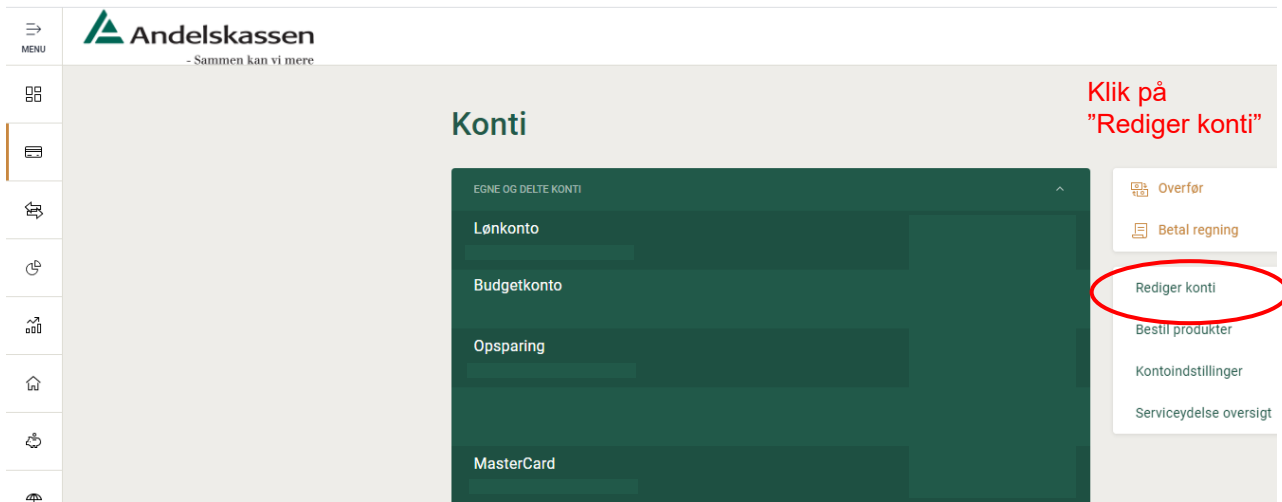 MENU
Andelskassen
- Sammen kan vi mere
Klik på
”Rediger konti”
Konti
EGNE OG DELTE KONTI
Lønkonto
Budgetkonto
Opsparing
MasterCard
Overfør
Betal regning
Rediger konti
Bestil produkter
Kontoindstillinger
Serviceydelse oversigt